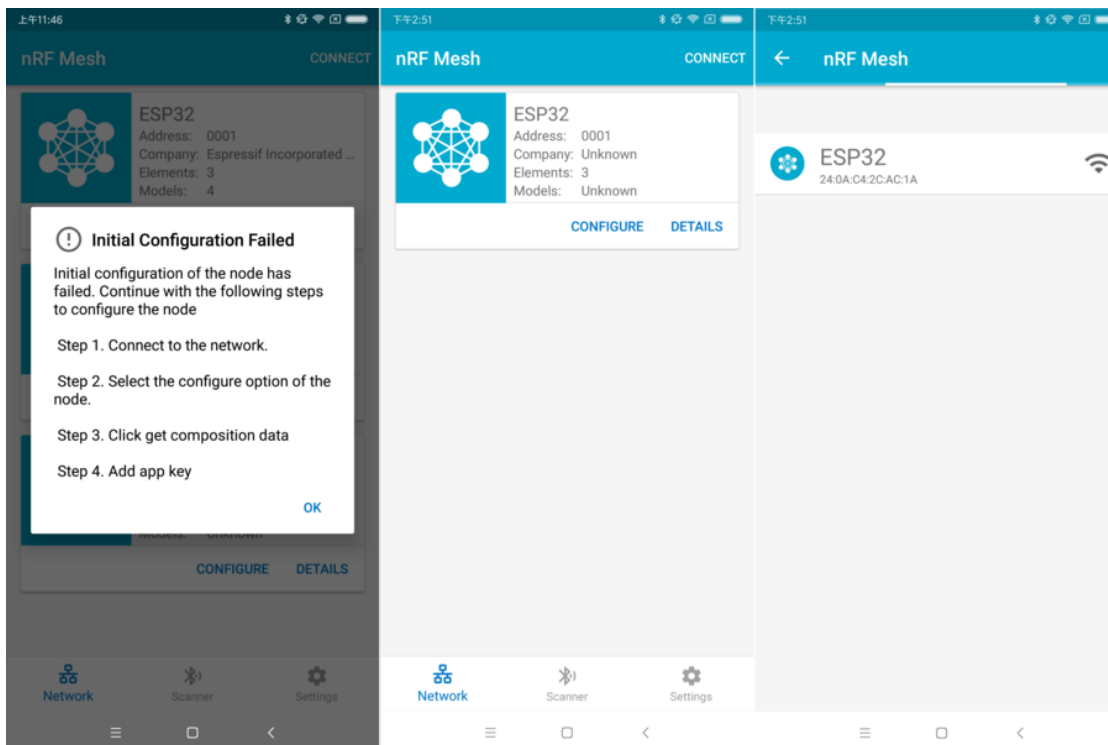 上午11:46
nRF Mesh
CONNECT
ESP32
Address: 0001
Company: Espressif Incorporated ...
Elements: 3
Models: 4
Initial Configuration Failed
Initial configuration of the node has
failed. Continue with the following steps
to configure the node
Step 1. Connect to the network.
Step 2. Select the configure option of the
node.
Step 3. Click get composition data
Step 4. Add app key
OK
Models: Unknown
CONFIGURE DETAILS
Network Scanner Settings
下午2:51
nRF Mesh
CONNECT
ESP32
Address: 0001
Company: Unknown
Elements: 3
Models: Unknown
CONFIGURE DETAILS
Network Scanner Settings
下午2:51
nRF Mesh
ESP32
24:0A:C4:2C:AC:1A